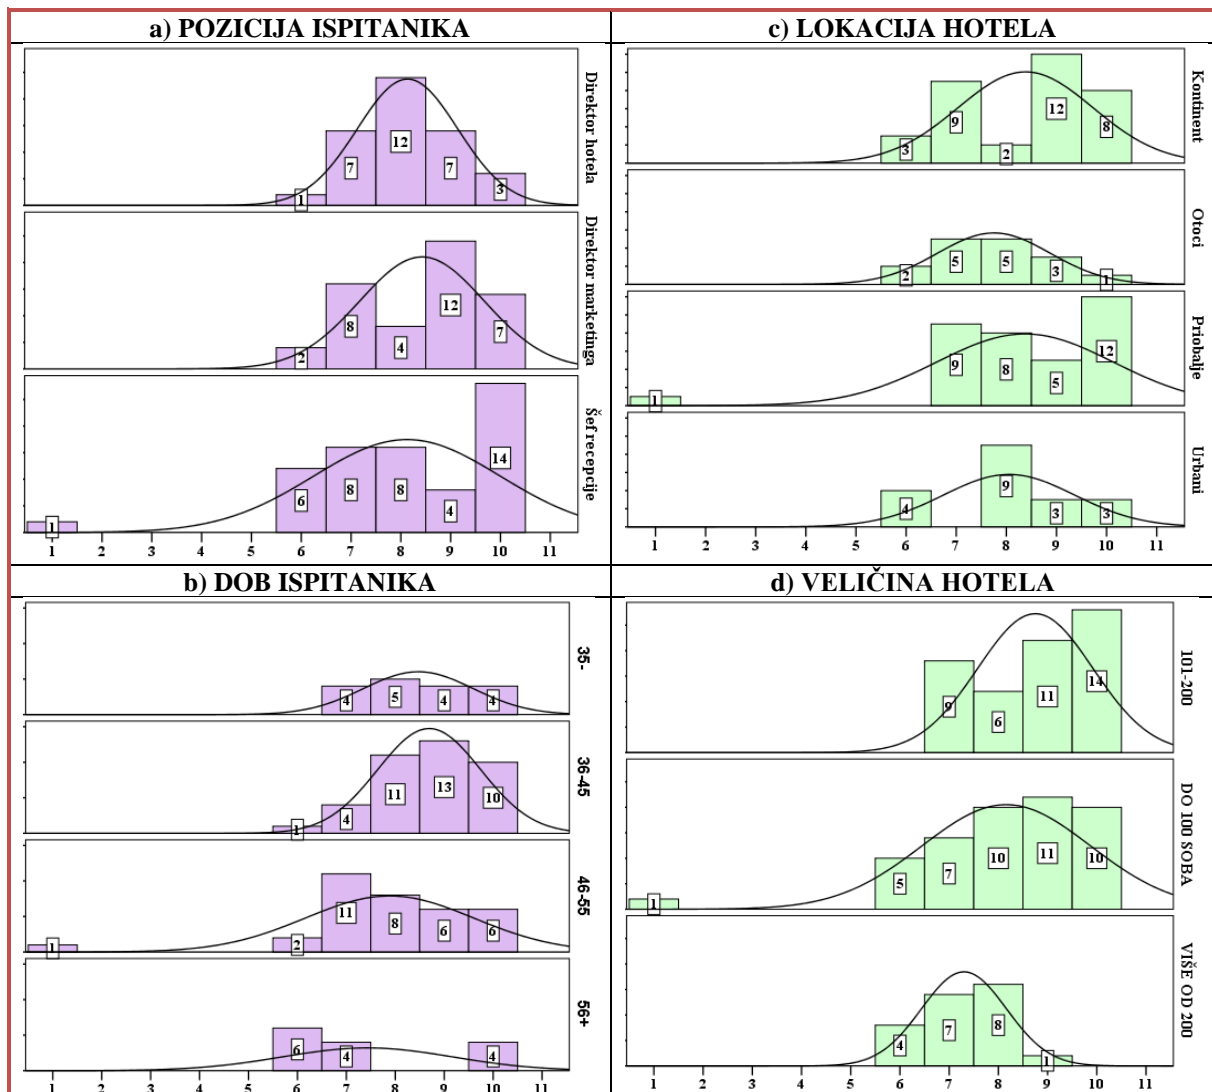 a) POZICIJA ISPITANIKA
Direktor hotela
1 7 12 7 3
Direktor marketinga
2 8 4 12 7
Šef recepcije
1 6 8 8 4 14
1 2 3 4 5 6 7 8 9 10 11
c) LOKACIJA HOTELA
Kontinent
3 9 2 12 8
Otoci
2 5 5 3 1
Priobalje
1 9 8 5 12
Urbani
4 9 3 3
1 2 3 4 5 6 7 8 9 10 11
b) DOB ISPITANIKA
35-
4 5 4 4
36-45
1 4 11 13 10
46-55
1 2 11 8 6 6
56+
6 4 4
1 2 3 4 5 6 7 8 9 10 11
d) VELIČINA HOTELA
101-200
9 6 11 14
DO 100 SOBA
1 5 7 10 11 10
VIŠE OD 200
4 7 8 1
1 2 3 4 5 6 7 8 9 10 11